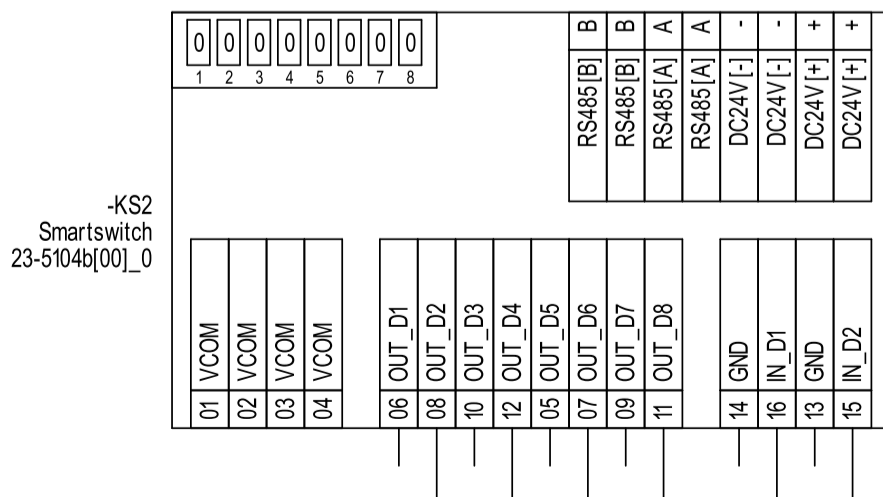 0 0 0 0 0 0 0 0
1 2 3 4 5 6 7 8
B B A A - - + +
RS485[B] RS485[B] RS485[A] RS485[A] DC24V[-] DC24V[-] DC24V[+] DC24V[+]
-KS2
Smartswitch
23-5104b[00]_0
VCOM VCOM VCOM VCOM OUT_D1 OUT_D2 OUT_D3 OUT_D4 OUT_D5 OUT_D6 OUT_D7 OUT_D8 GND IN_D1 GND IN_D2
01 02 03 04 06 08 10 12 05 07 09 11 14 16 13 15